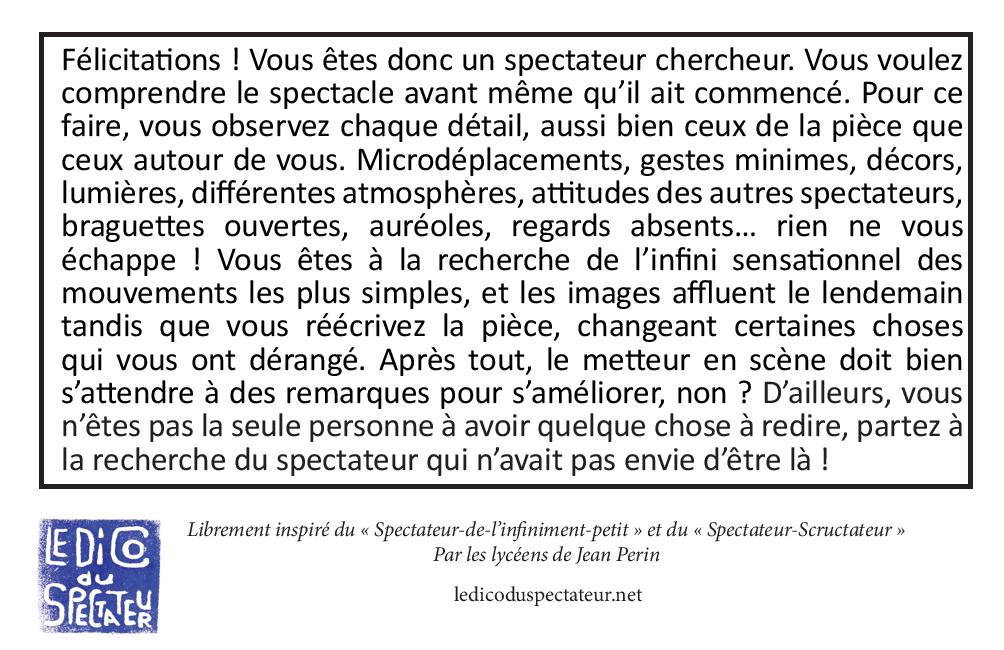 Félicitations ! Vous êtes donc un spectateur chercheur. Vous voulez
comprendre le spectacle avant même qu’il ait commencé. Pour ce
faire, vous observez chaque détail, aussi bien ceux de la pièce que
ceux autour de vous. Microdéplacements, gestes minimes, décors,
lumières, différentes atmosphères, attitudes des autres spectateurs,
braguettes ouvertes, auréoles, regards absents… rien ne vous
échappe ! Vous êtes à la recherche de l’infini sensationnel des
mouvements les plus simples, et les images affluent le lendemain
tandis que vous réécrivez la pièce, changeant certaines choses
qui vous ont dérangé. Après tout, le metteur en scène doit bien
s’attendre à des remarques pour s’améliorer, non ? D’ailleurs, vous
n’êtes pas la seule personne à avoir quelque chose à redire, partez à
la recherche du spectateur qui n’avait pas envie d’être là !
LE DiCO
du
SPECTATEUR
Librement inspiré du « Spectateur-de-l’infiniment-petit » et du « Spectateur-Scructateur »
Par les lycéens de Jean Perin
ledicoduspectateur.net